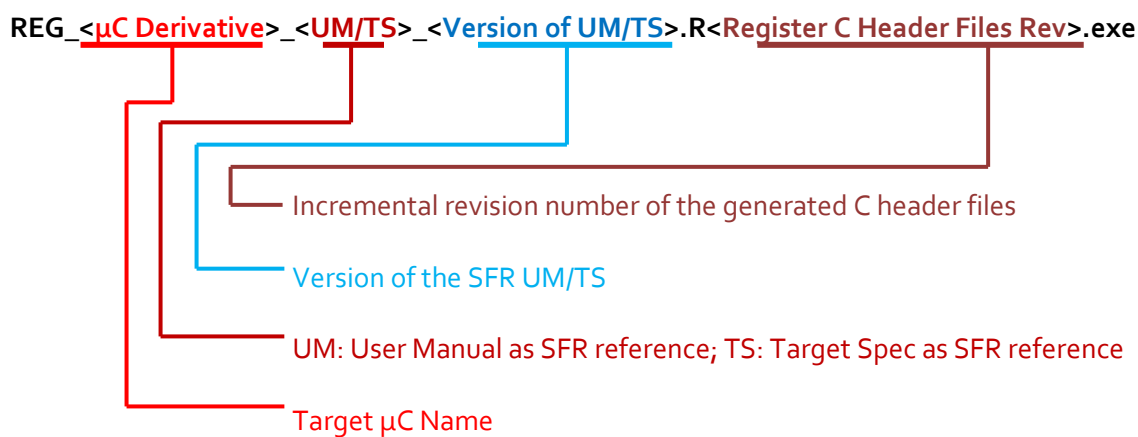 REG_<µC Derivative>_<UM/TS>_<Version of UM/TS>.R<Register C Header Files Rev>.exe
Incremental revision number of the generated C header files
Version of the SFR UM/TS
UM: User Manual as SFR reference; TS: Target Spec as SFR reference
Target µC Name